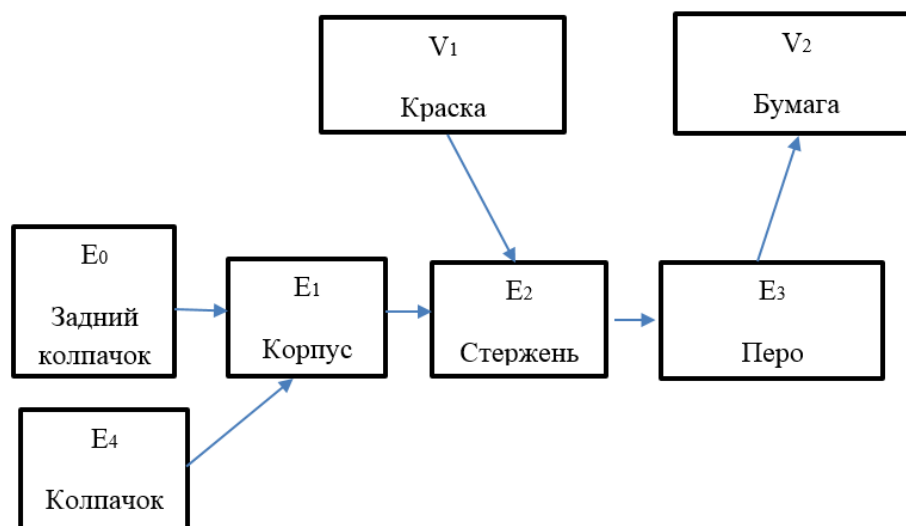 V1
Краска
V2
Бумага
E0
Задний
колпачок
E1
Корпус
E2
Стержень
E3
Перо
E4
Колпачок